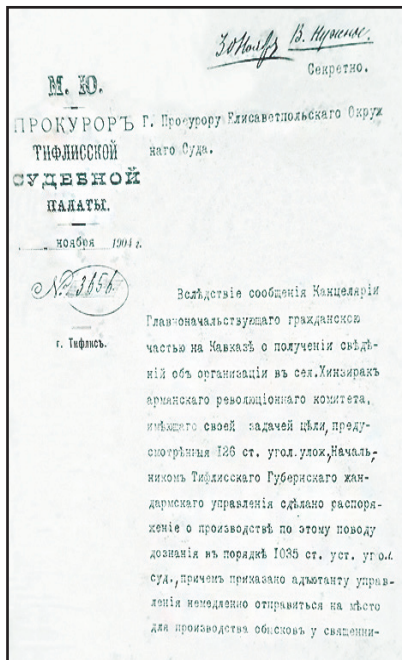 30 Ноября В. Нужное.
Секретно.
М. Ю.
ПРОКУРОРЪ
ТИФЛИССКОЙ
СУДЕБНОЙ
ПАЛАТЫ.
ноября 1904 г.
№ 3656.
г. Тифлисъ.
Г. Прокурору Елисаветпольскаго Окруж
наго Суда.
Вслѣдствіе сообщенія Канцеляріи
Главноначальствующаго гражданскою
частью на Кавказѣ о полученіи свѣдѣ-
ній объ организаціи въ сел.Хинзиракъ
армянскаго революціоннаго комитета,
имѣющаго своей задачей цѣли,преду-
смотрѣнныя 126 ст. угол.улож.,Началь-
никомъ Тифлисскаго Губернскаго жан-
дармскаго управленія сдѣлано распоря-
женіе о производствѣ по этому поводу
дознанія въ порядкѣ 1035 ст. уст. угол.
суд.,причемъ приказано адъютанту управ-
ленія немедленно отправиться на мѣсто
для производства обысковъ у священни-